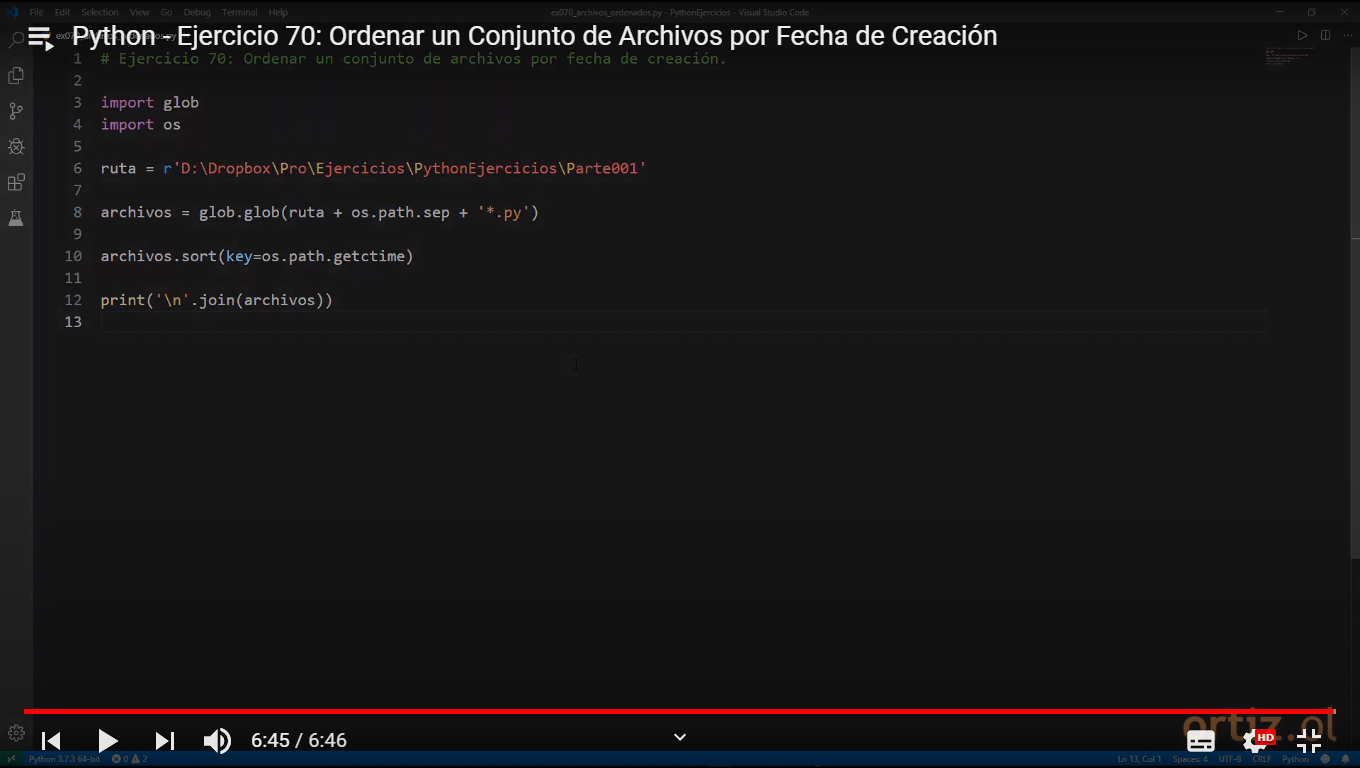 File Edit Selection View Go Debug Terminal Help
ex070_archivos_ordenados.py - PythonEjercicios - Visual Studio Code
Python - Ejercicio 70: Ordenar un Conjunto de Archivos por Fecha de Creación
1 # Ejercicio 70: Ordenar un conjunto de archivos por fecha de creación.
2
3 import glob
4 import os
5
6 ruta = r'D:\Dropbox\Pro\Ejercicios\PythonEjercicios\Parte001'
7
8 archivos = glob.glob(ruta + os.path.sep + '*.py')
9
10 archivos.sort(key=os.path.getctime)
11
12 print('\n'.join(archivos))
13
ortiz.ol
6:45 / 6:46
HD
Python 3.7.3 64-bit 0 2
Ln 13, Col 1 Spaces: 4 UTF-8 CRLF Python